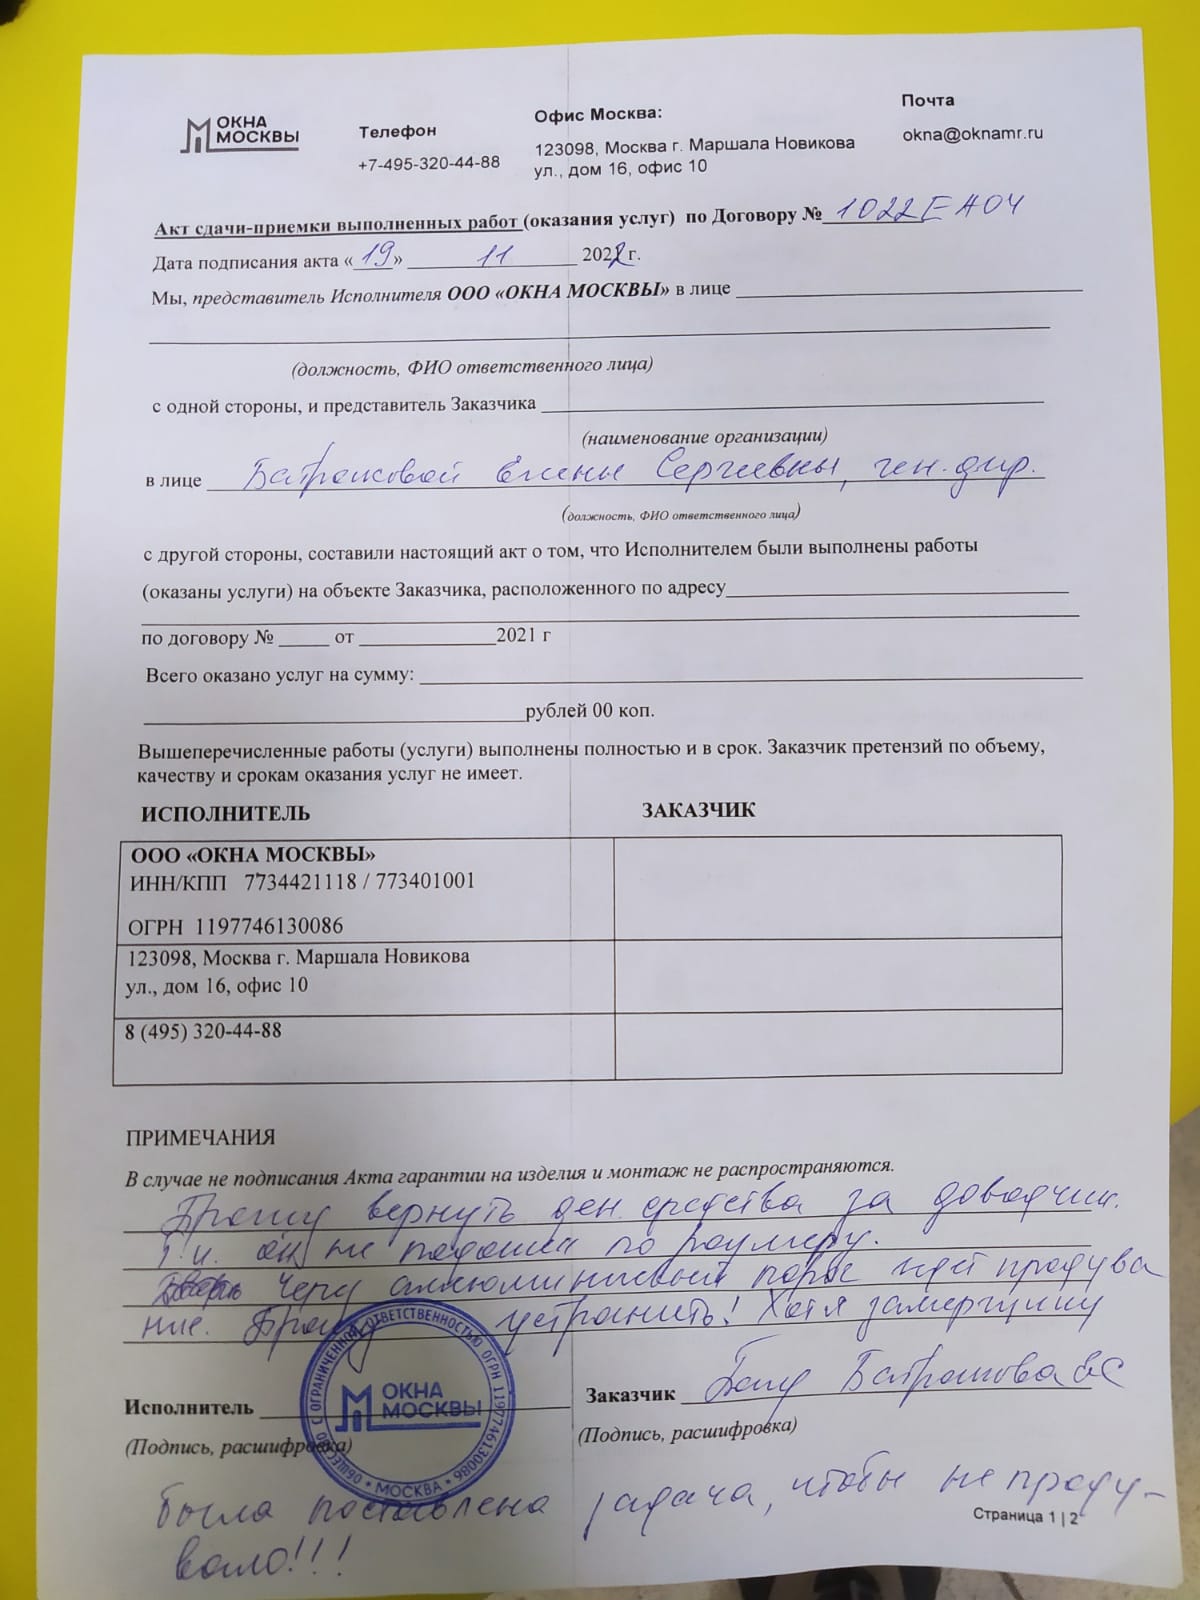 ОКНА
МОСКВЫ
Телефон
+7-495-320-44-88
Офис Москва:
123098, Москва г. Маршала Новикова
ул., дом 16, офис 10
Почта
okna@oknamr.ru
Акт сдачи-приемки выполненных работ (оказания услуг) по Договору № 1022ЕА04
Дата подписания акта «19» 11 2022 г.
Мы, представитель Исполнителя ООО «ОКНА МОСКВЫ» в лице
(должность, ФИО ответственного лица)
с одной стороны, и представитель Заказчика
(наименование организации)
в лице Батраковой Елены Сергеевны, ген. дир.
(должность, ФИО ответственного лица)
с другой стороны, составили настоящий акт о том, что Исполнителем были выполнены работы
(оказаны услуги) на объекте Заказчика, расположенного по адресу
по договору № от 2021 г
Всего оказано услуг на сумму:
рублей 00 коп.
Вышеперечисленные работы (услуги) выполнены полностью и в срок. Заказчик претензий по объему,
качеству и срокам оказания услуг не имеет.
ИСПОЛНИТЕЛЬ ЗАКАЗЧИК
ООО «ОКНА МОСКВЫ»
ИНН/КПП 7734421118 / 773401001
ОГРН 1197746130086
123098, Москва г. Маршала Новикова
ул., дом 16, офис 10
8 (495) 320-44-88
ПРИМЕЧАНИЯ
В случае не подписания Акта гарантии на изделия и монтаж не распространяются.
Прошу вернуть ден. средства за доводчик.
т.к. он не подошел по размеру.
Через алюминиевый порог идет продува
ние. Прошу устранить! Хотя замерщику
Исполнитель
(Подпись, расшифровка)
Заказчик Батракова ЕС
(Подпись, расшифровка)
ОБЩЕСТВО С ОГРАНИЧЕННОЙ ОТВЕТСТВЕННОСТЬЮ ОГРН 1197746130086
ОКНА
МОСКВЫ
• МОСКВА •
была поставлена задача, чтобы не проду-
вало!!!
Страница 1 | 2